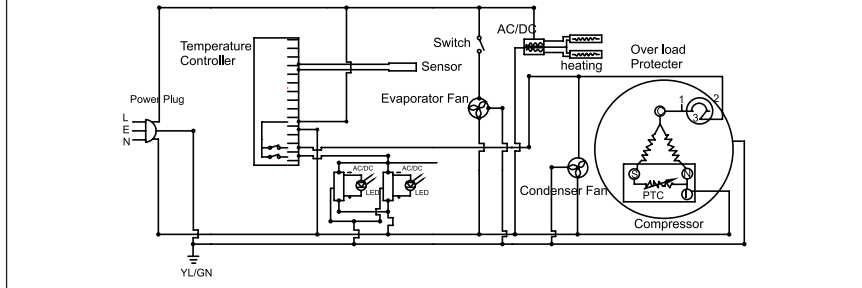 AC/DC
Switch
Temperature
Controller
Sensor
heating
Over load
Protecter
Evaporator Fan
Power Plug
L
E
N
1
2
3
AC/DC
LED
AC/DC
LED
Condenser Fan
S
N
PTC
Compressor
YL/GN